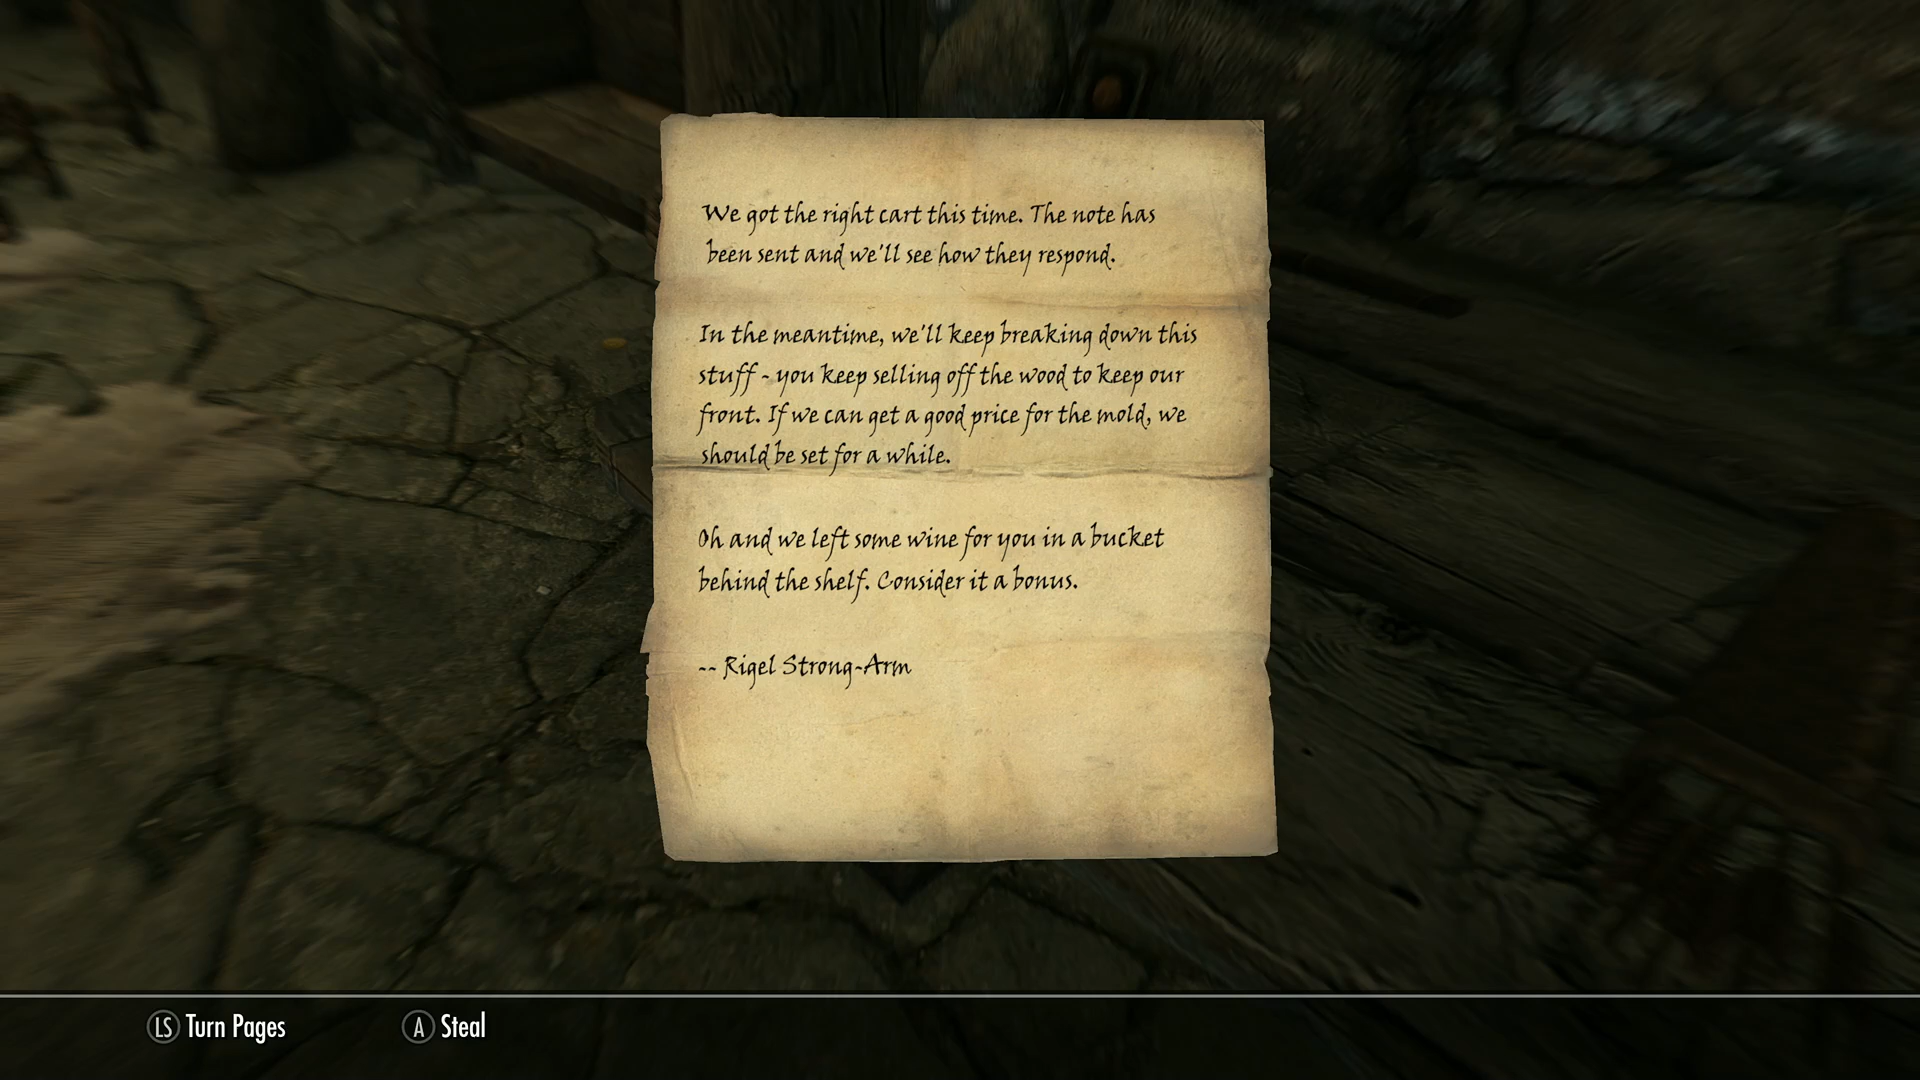 We got the right cart this time. The note has
been sent and we'll see how they respond.
In the meantime, we'll keep breaking down this
stuff - you keep selling off the wood to keep our
front. If we can get a good price for the mold, we
should be set for a while.
Oh and we left some wine for you in a bucket
behind the shelf. Consider it a bonus.
-- Rigel Strong-Arm
LS Turn Pages
A Steal